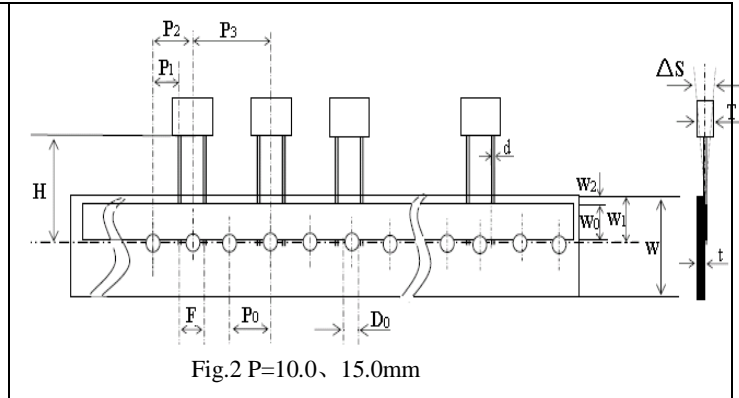 P2 P3
P1
ΔS
T
d
H
W2
W0 W1
W
t
F P0 D0
Fig.2 P=10.0、15.0mm